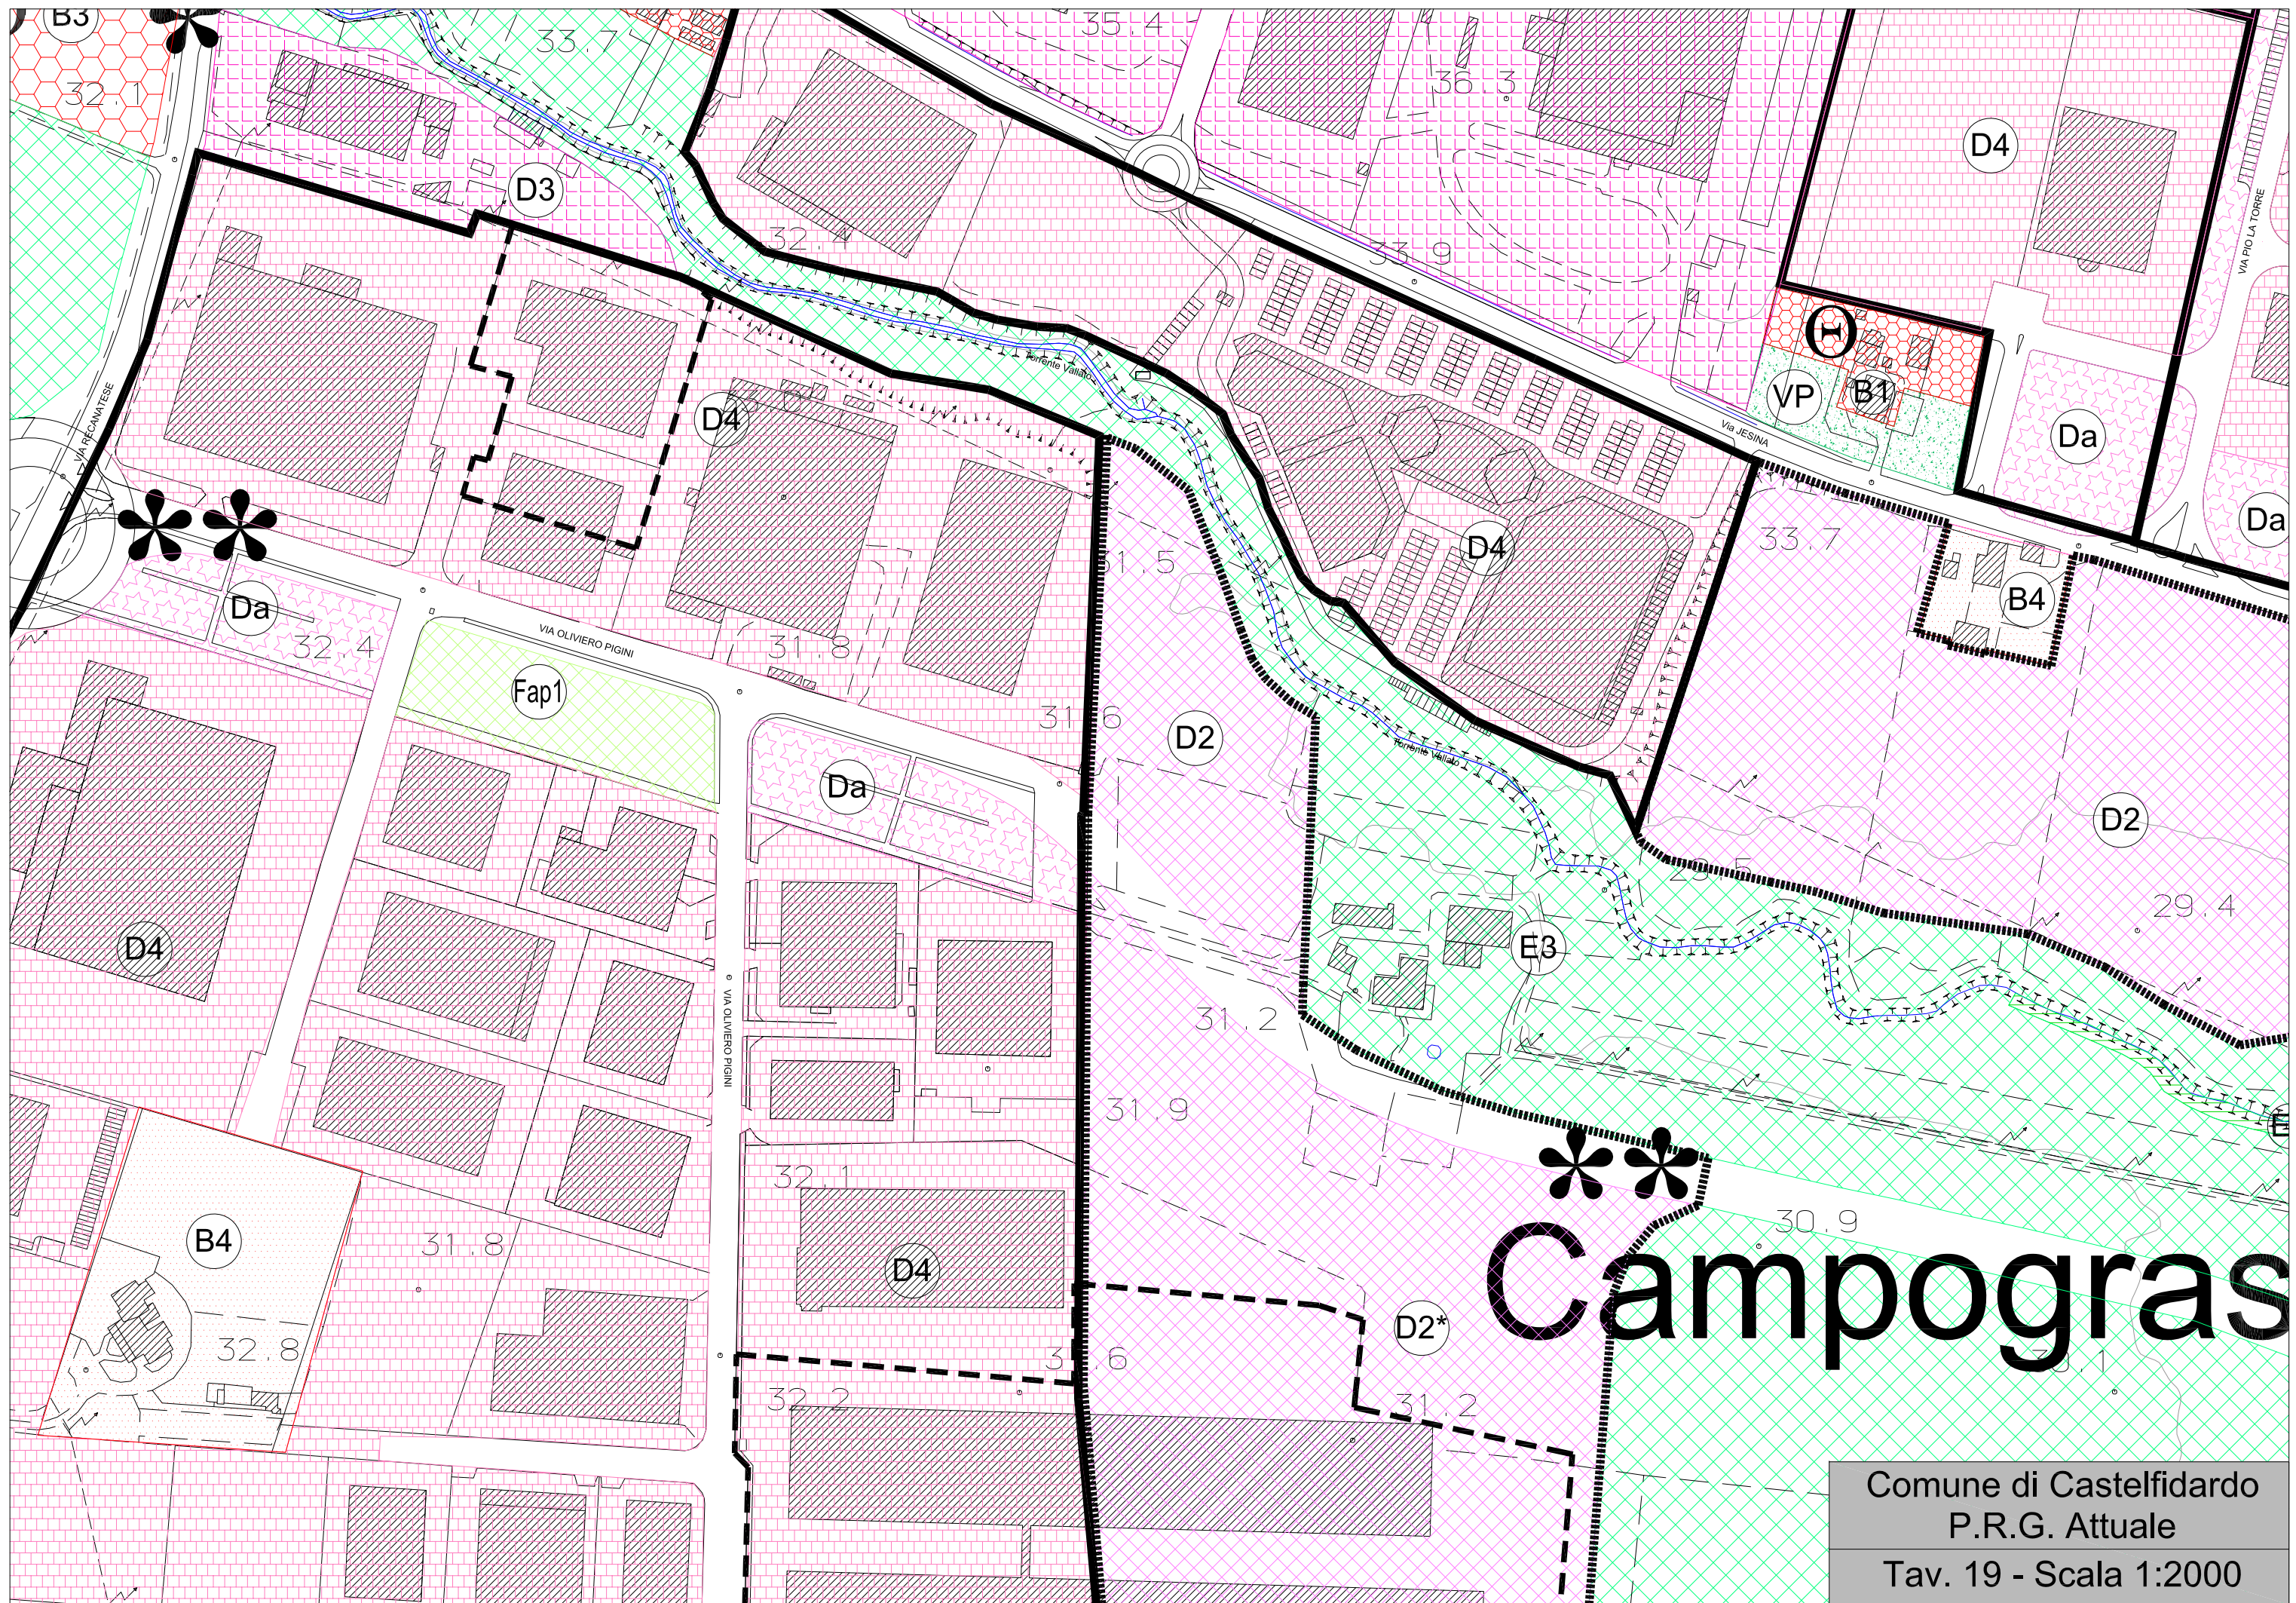 B3
35.4
33.7
36.3
32.1
D4
D3
VIA PIO LA TORRE
32.4
33.9
Θ
Torrente Vallato
VP
B1
VIA RECANATESE
D4
Via JESINA
Da
Da
**
D4
33.7
31.5
Da
B4
VIA OLIVIERO PIGINI
32.4
31.8
Fap1
31.6
D2
Torrente Vallato
Da
D2
29.5
29.4
D4
E3
VIA OLIVIERO PIGINI
31.2
31.9
E
**
32.1
30.9
B4
31.8
D4
Campogras
D2*
32.8
30.1
32.2
31.2
Comune di Castelfidardo
P.R.G. Attuale
Tav. 19 - Scala 1:2000